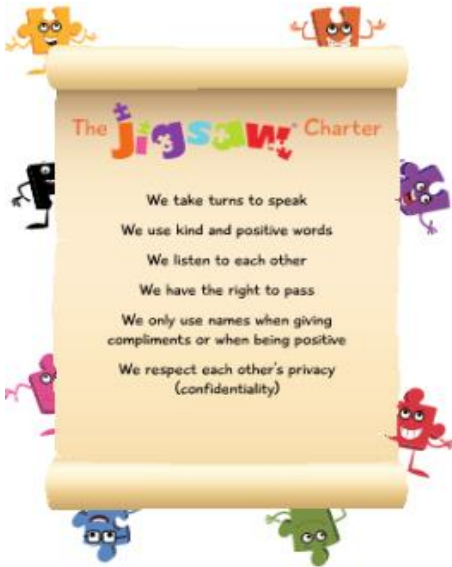 The Jigsaw® Charter
We take turns to speak
We use kind and positive words
We listen to each other
We have the right to pass
We only use names when giving
compliments or when being positive
We respect each other's privacy
(confidentiality)